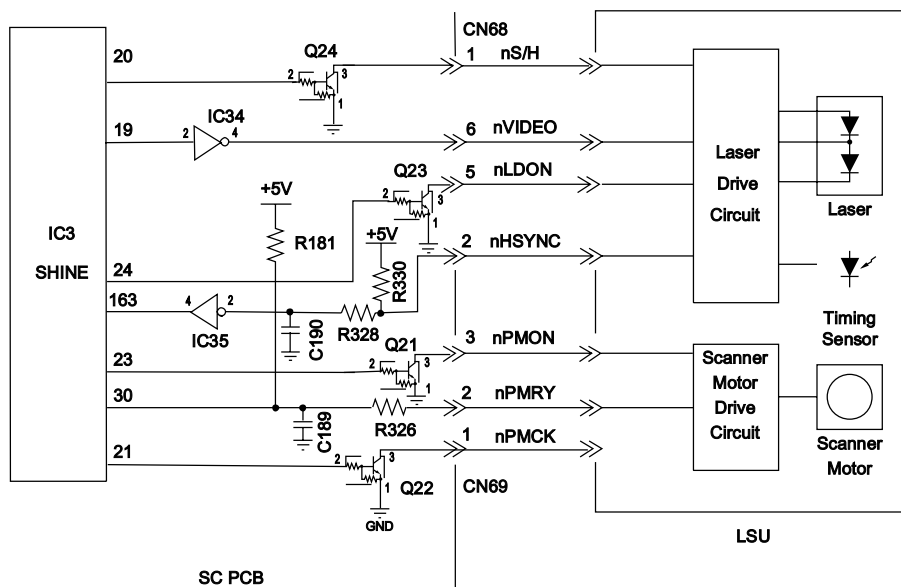 CN68
20
Q24
1 nS/H
2
3
1
19
IC34
2
4
6 nVIDEO
Q23
5 nLDON
2
3
1
Laser
Drive
Circuit
Laser
+5V
R181
IC3
SHINE
+5V
R330
2 nHSYNC
24
163
4
2
IC35
C190
R328
Timing
Sensor
Q21
3 nPMON
23
2
3
1
Scanner
Motor
Drive
Circuit
30
C189
R326
2 nPMRY
Scanner
Motor
1 nPMCK
21
2
3
1
Q22
GND
CN69
LSU
SC PCB